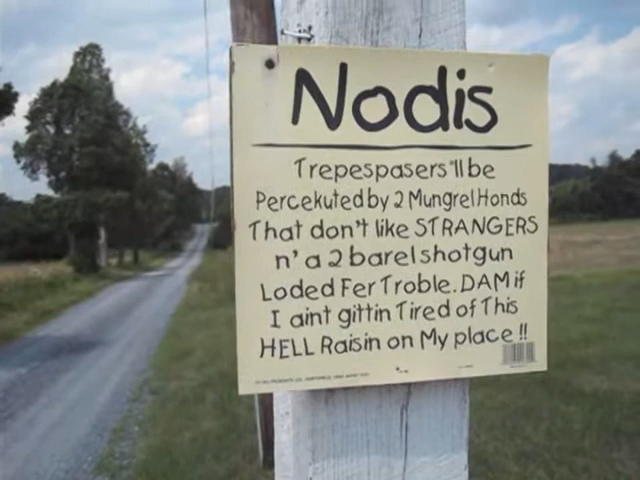 Nodis
Trepespasers'll be
Percekuted by 2 Mungrel Honds
That don't like STRANGERS
n' a 2 barel shotgun
Loded Fer Troble. DAM if
I aint gittin Tired of This
HELL Raisin on My place!!